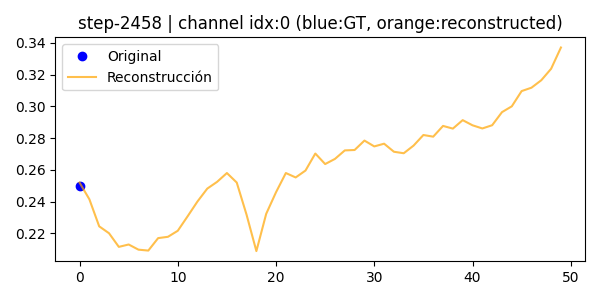 step-2458 | channel idx:0 (blue:GT, orange:reconstructed)
Original
Reconstrucción
0.34
0.32
0.30
0.28
0.26
0.24
0.22
0 10 20 30 40 50